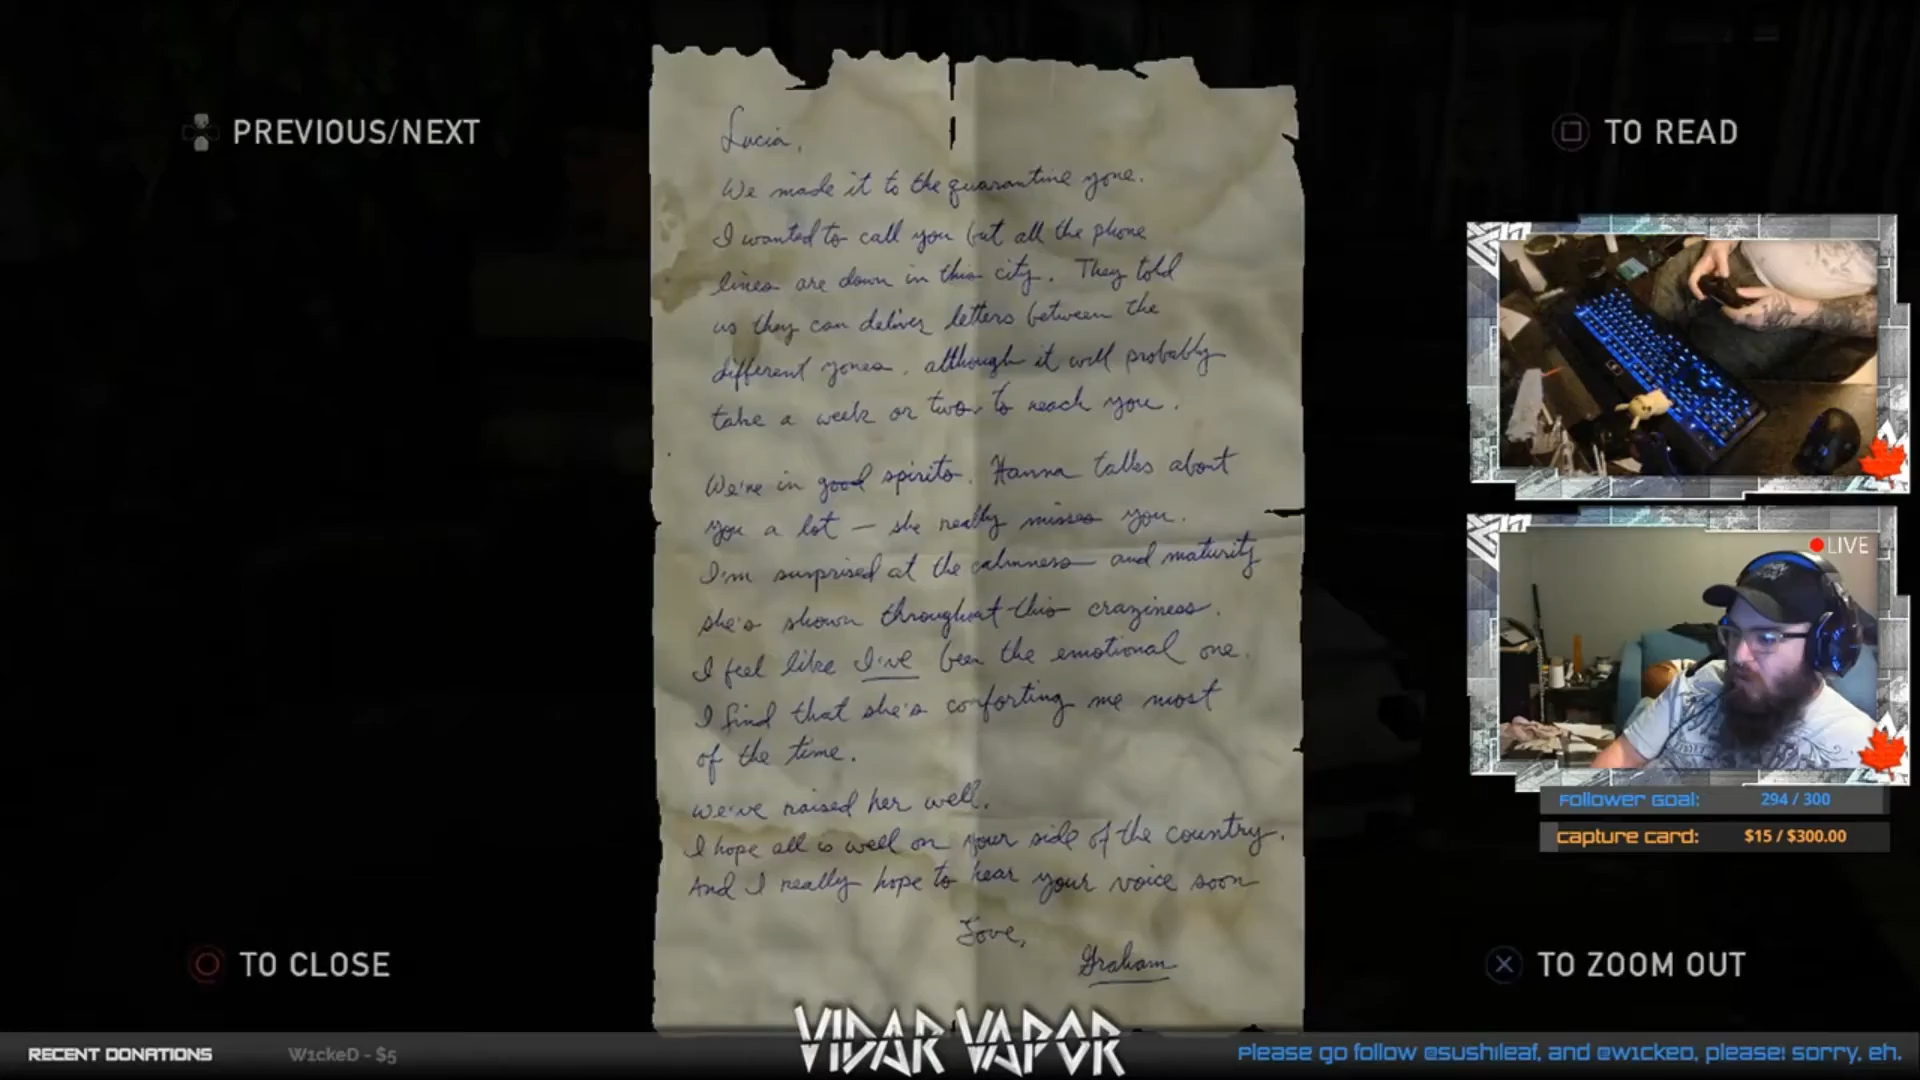 PREVIOUS/NEXT
TO READ
Lucia,
We made it to the quarantine zone.
I wanted to call you but all the phone
lines are down in this city. They told
us they can deliver letters between the
different zones, although it will probably
take a week or two to reach you.
We're in good spirits. Hanna talks about
you a lot — she really misses you.
I'm surprised at the calmness and maturity
she's shown throughout this craziness.
I feel like I've been the emotional one.
I find that she's comforting me most
of the time.
We've raised her well.
I hope all is well on your side of the country.
And I really hope to hear your voice soon
Love,
Graham
LIVE
Follower Goal: 294 / 300
capture card: $15 / $300.00
TO CLOSE
TO ZOOM OUT
VIDAR VAPOR
RECENT DONATIONS W1ckeD - $5
please go follow @sushileaf, and @w1cked, please! sorry, eh.